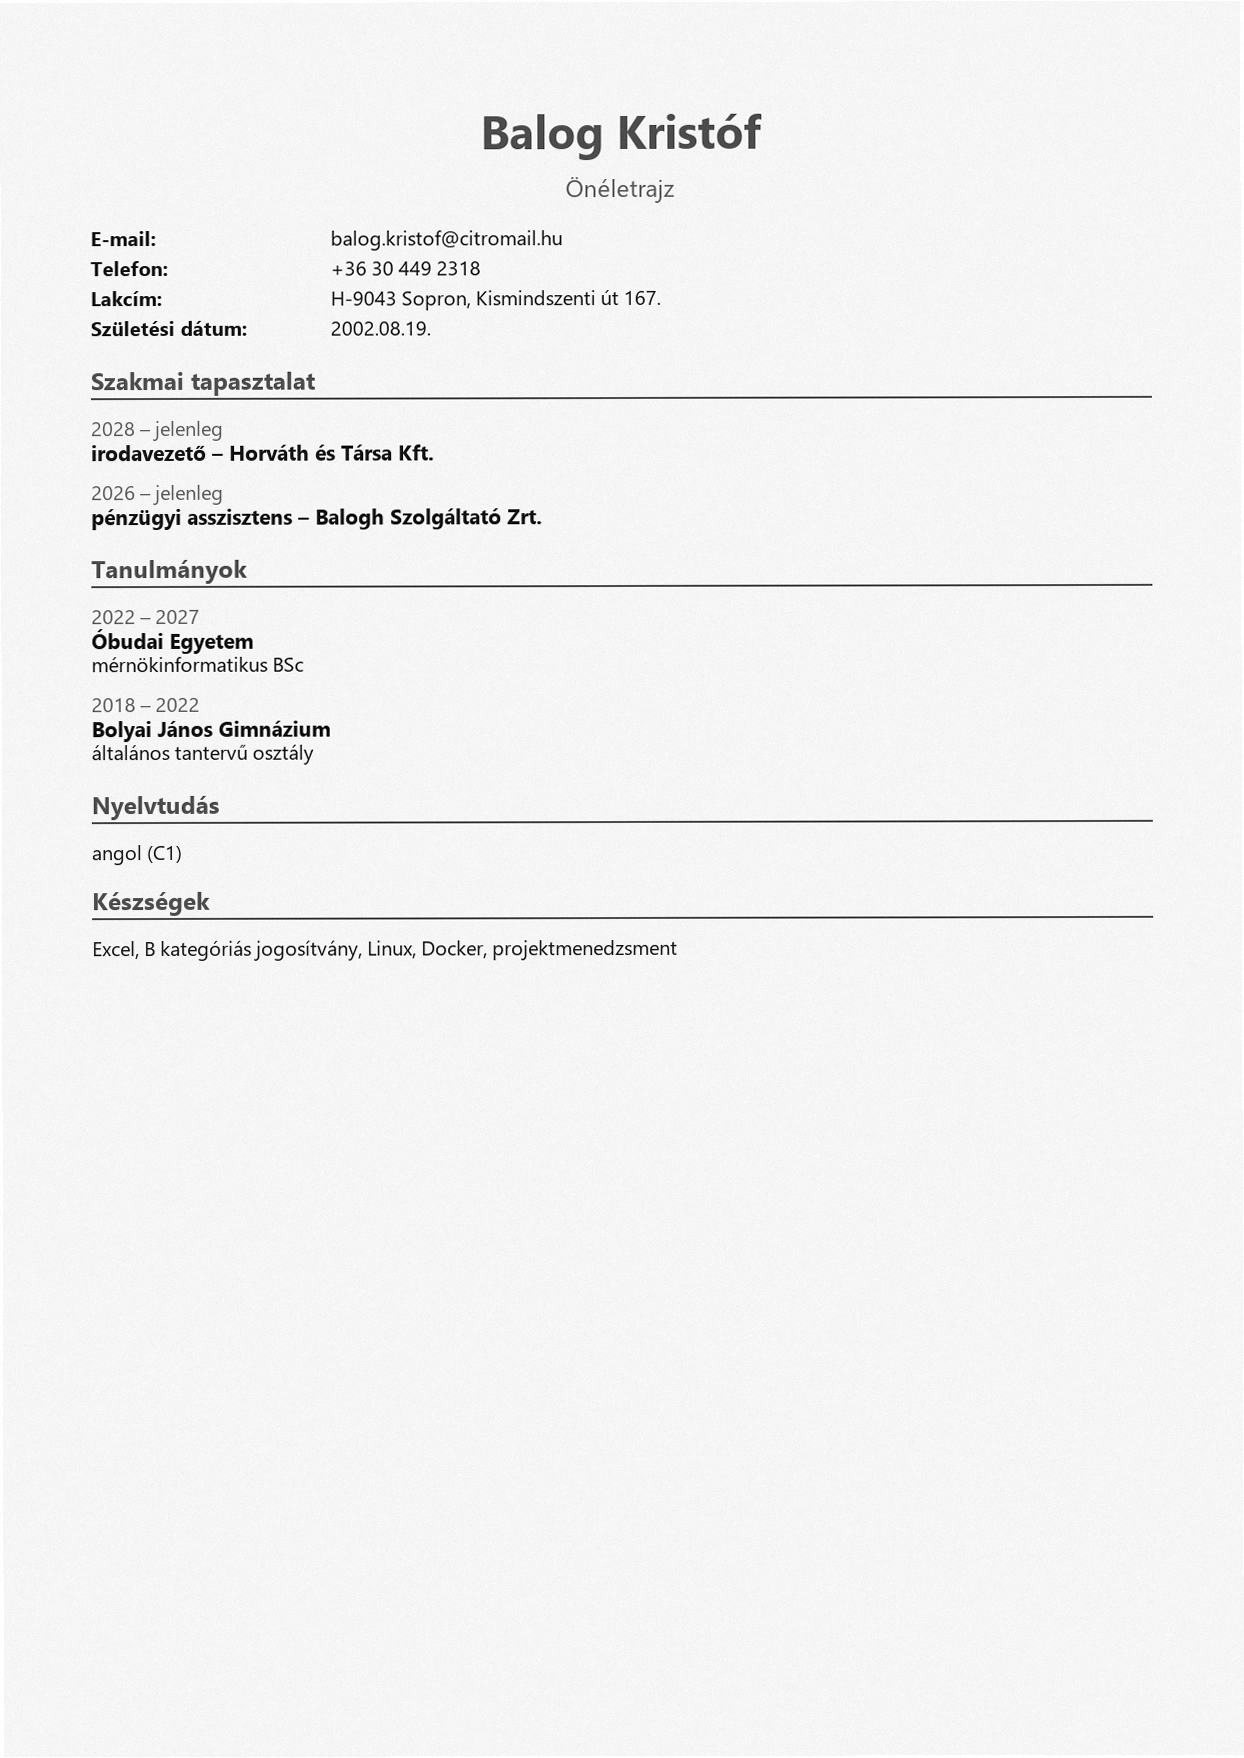 Balog Kristóf
Önéletrajz
E-mail: balog.kristof@citromail.hu
Telefon: +36 30 449 2318
Lakcím: H-9043 Sopron, Kismindszenti út 167.
Születési dátum: 2002.08.19.
Szakmai tapasztalat
2028 – jelenleg
irodavezető – Horváth és Társa Kft.
2026 – jelenleg
pénzügyi asszisztens – Balogh Szolgáltató Zrt.
Tanulmányok
2022 – 2027
Óbudai Egyetem
mérnökinformatikus BSc
2018 – 2022
Bolyai János Gimnázium
általános tantervű osztály
Nyelvtudás
angol (C1)
Készségek
Excel, B kategóriás jogosítvány, Linux, Docker, projektmenedzsment